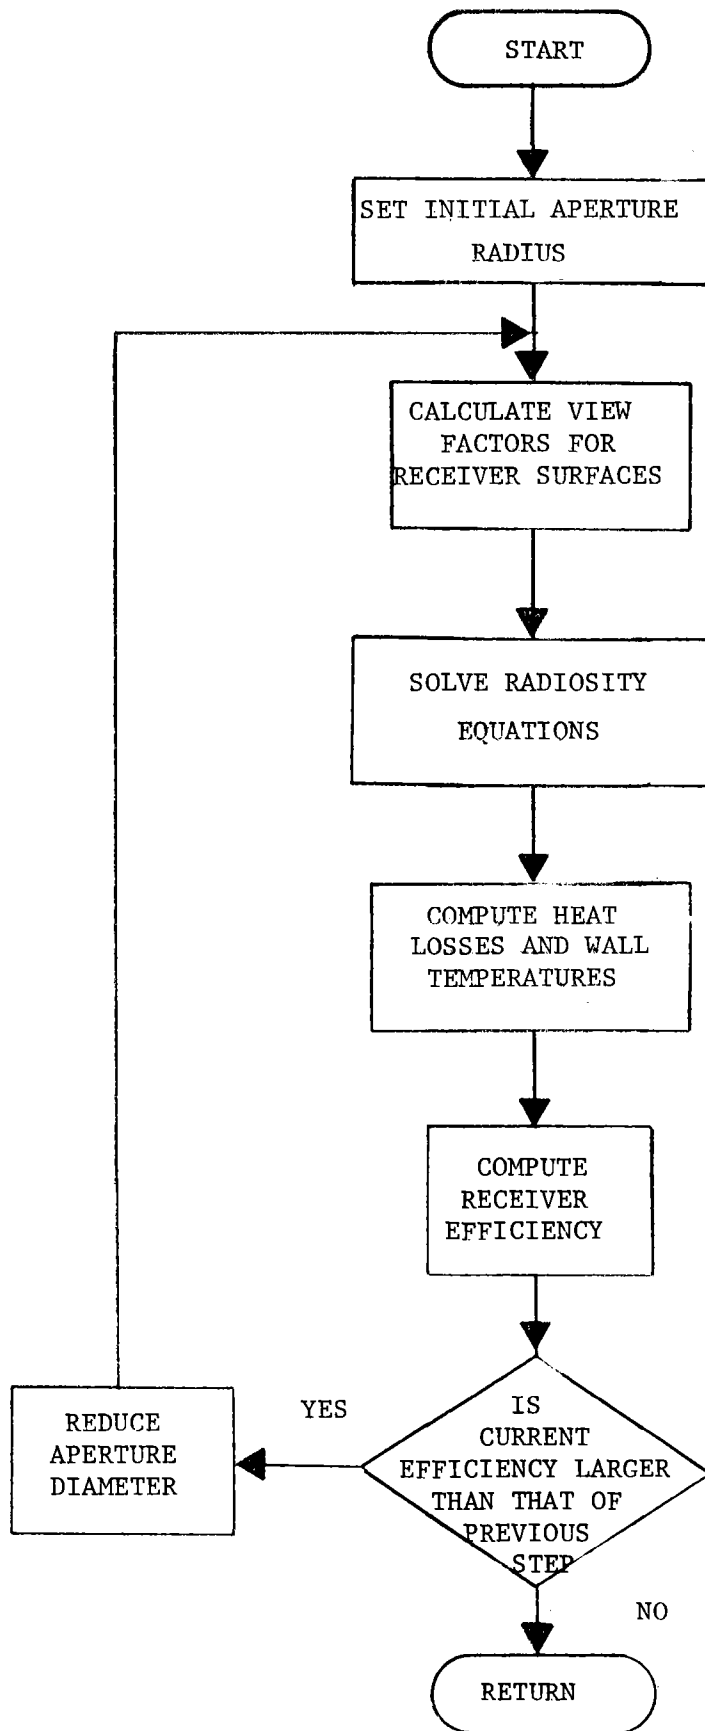 START
SET INITIAL APERTURE
RADIUS
CALCULATE VIEW
FACTORS FOR
RECEIVER SURFACES
SOLVE RADIOSITY
EQUATIONS
COMPUTE HEAT
LOSSES AND WALL
TEMPERATURES
COMPUTE
RECEIVER
EFFICIENCY
IS
CURRENT
EFFICIENCY LARGER
THAN THAT OF
PREVIOUS
STEP
YES
REDUCE
APERTURE
DIAMETER
NO
RETURN